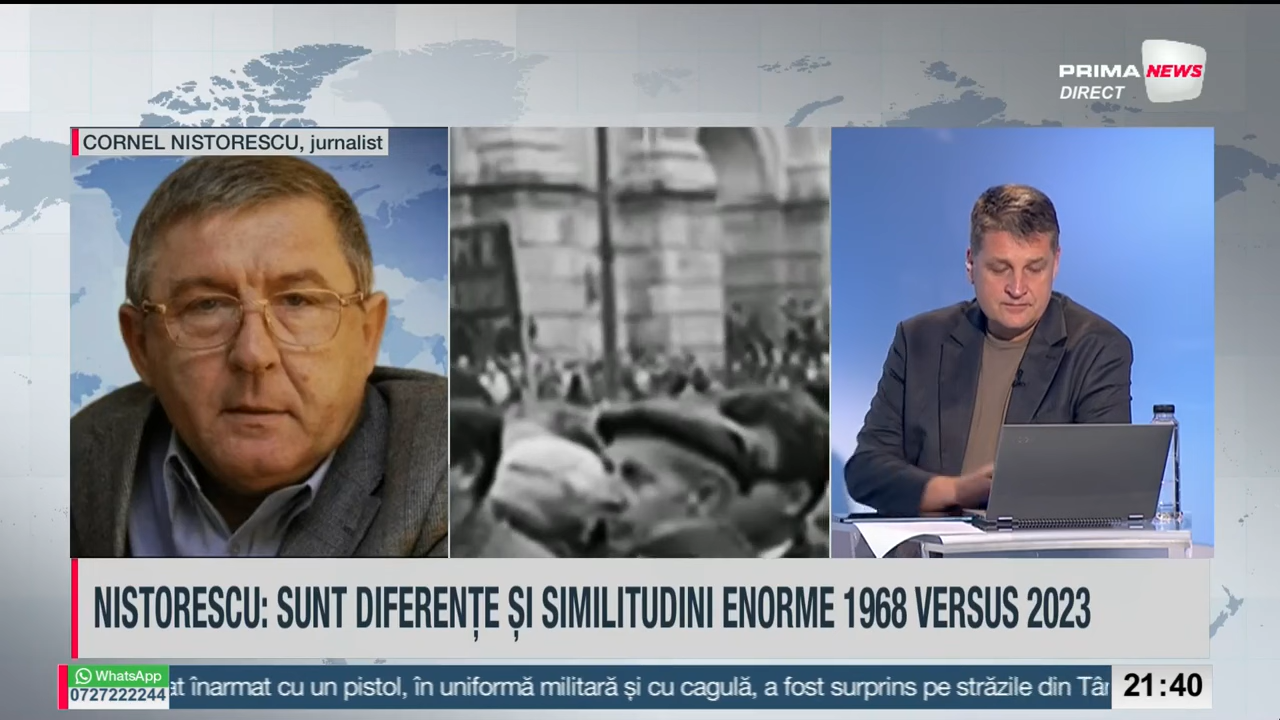 PRIMA NEWS
DIRECT
CORNEL NISTORESCU, jurnalist
NISTORESCU: SUNT DIFERENȚE ȘI SIMILITUDINI ENORME 1968 VERSUS 2023
WhatsApp
0727222244
at înarmat cu un pistol, în uniformă militară și cu cagulă, a fost surprins pe străzile din Târ
21:40